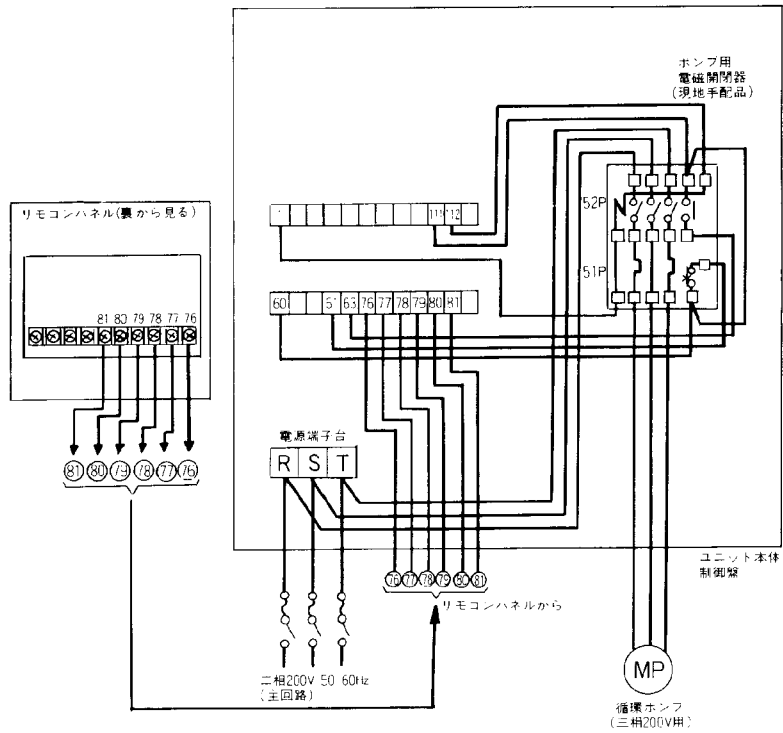 ポンプ用
電磁開閉器
(現地手配品)
リモコンパネル(裏から見る)
1 111 112
52P
51P
60 61 63 76 77 78 79 80 81
81 80 79 78 77 76
電源端子台
R S T
81 80 79 78 77 76
76 77 78 79 80 81
リモコンパネルから
ユニット本体
制御盤
三相200V 50 60Hz
(主回路)
MP
循環ポンプ
(三相200V用)